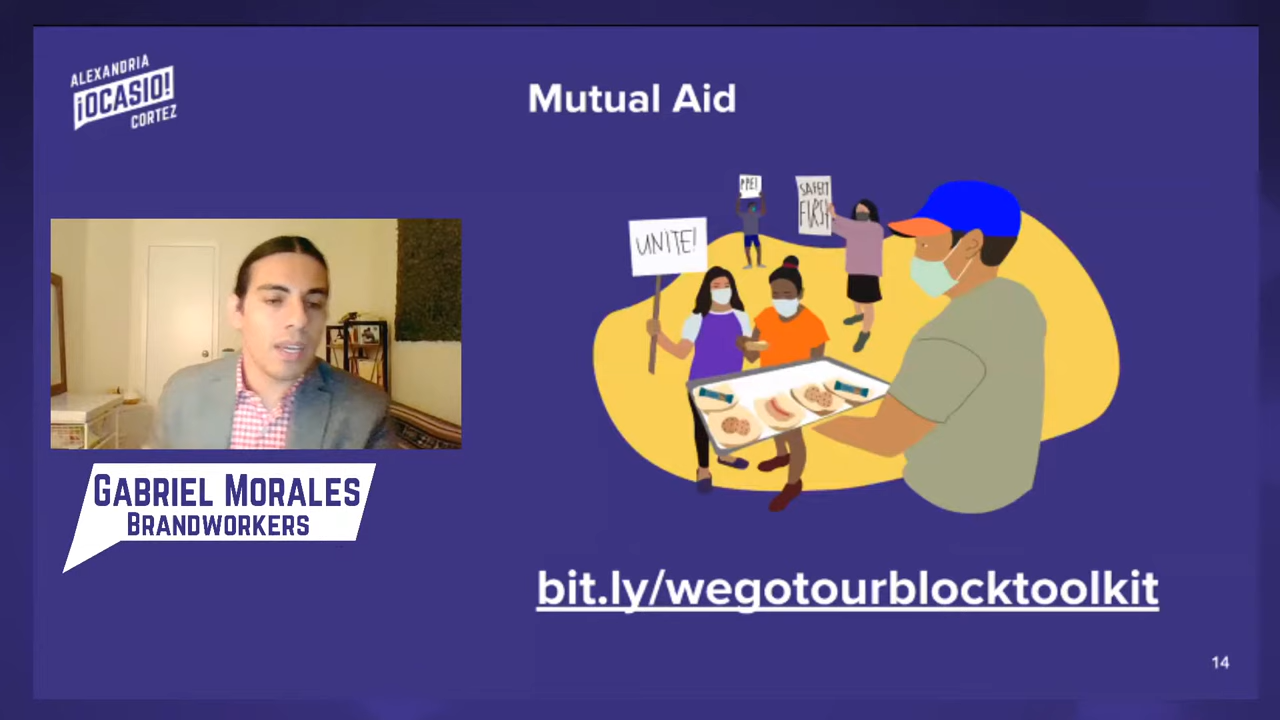 ALEXANDRIA
¡OCASIO!
CORTEZ
Mutual Aid
PPE!
SAFETY
FIRST
UNITE!
GABRIEL MORALES
BRANDWORKERS
bit.ly/wegotourblocktoolkit
14